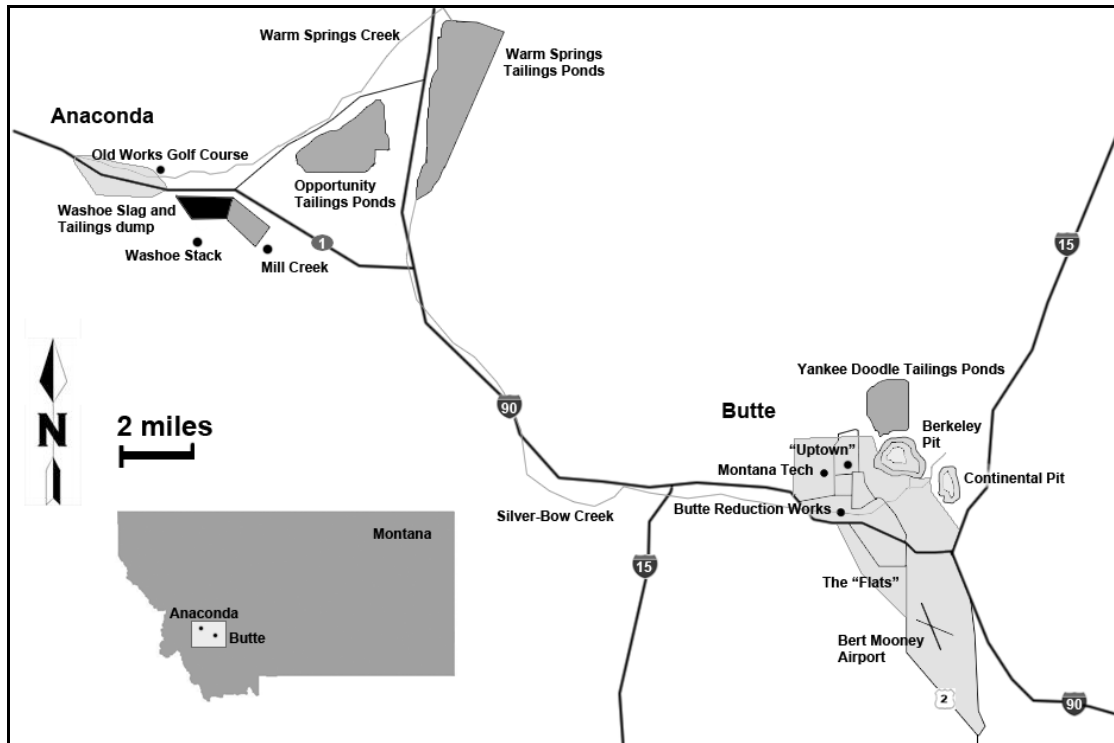 Warm Springs Creek
Warm Springs
Tailings Ponds
Anaconda
Old Works Golf Course
Opportunity
Tailings Ponds
Washoe Slag and
Tailings dump
Washoe Stack
Mill Creek
1
15
N
2 miles
90
Yankee Doodle Tailings Ponds
Butte
Berkeley
Pit
"Uptown"
Montana Tech
Continental Pit
Silver-Bow Creek
Butte Reduction Works
Montana
15
The "Flats"
Anaconda
Butte
Bert Mooney
Airport
2
90